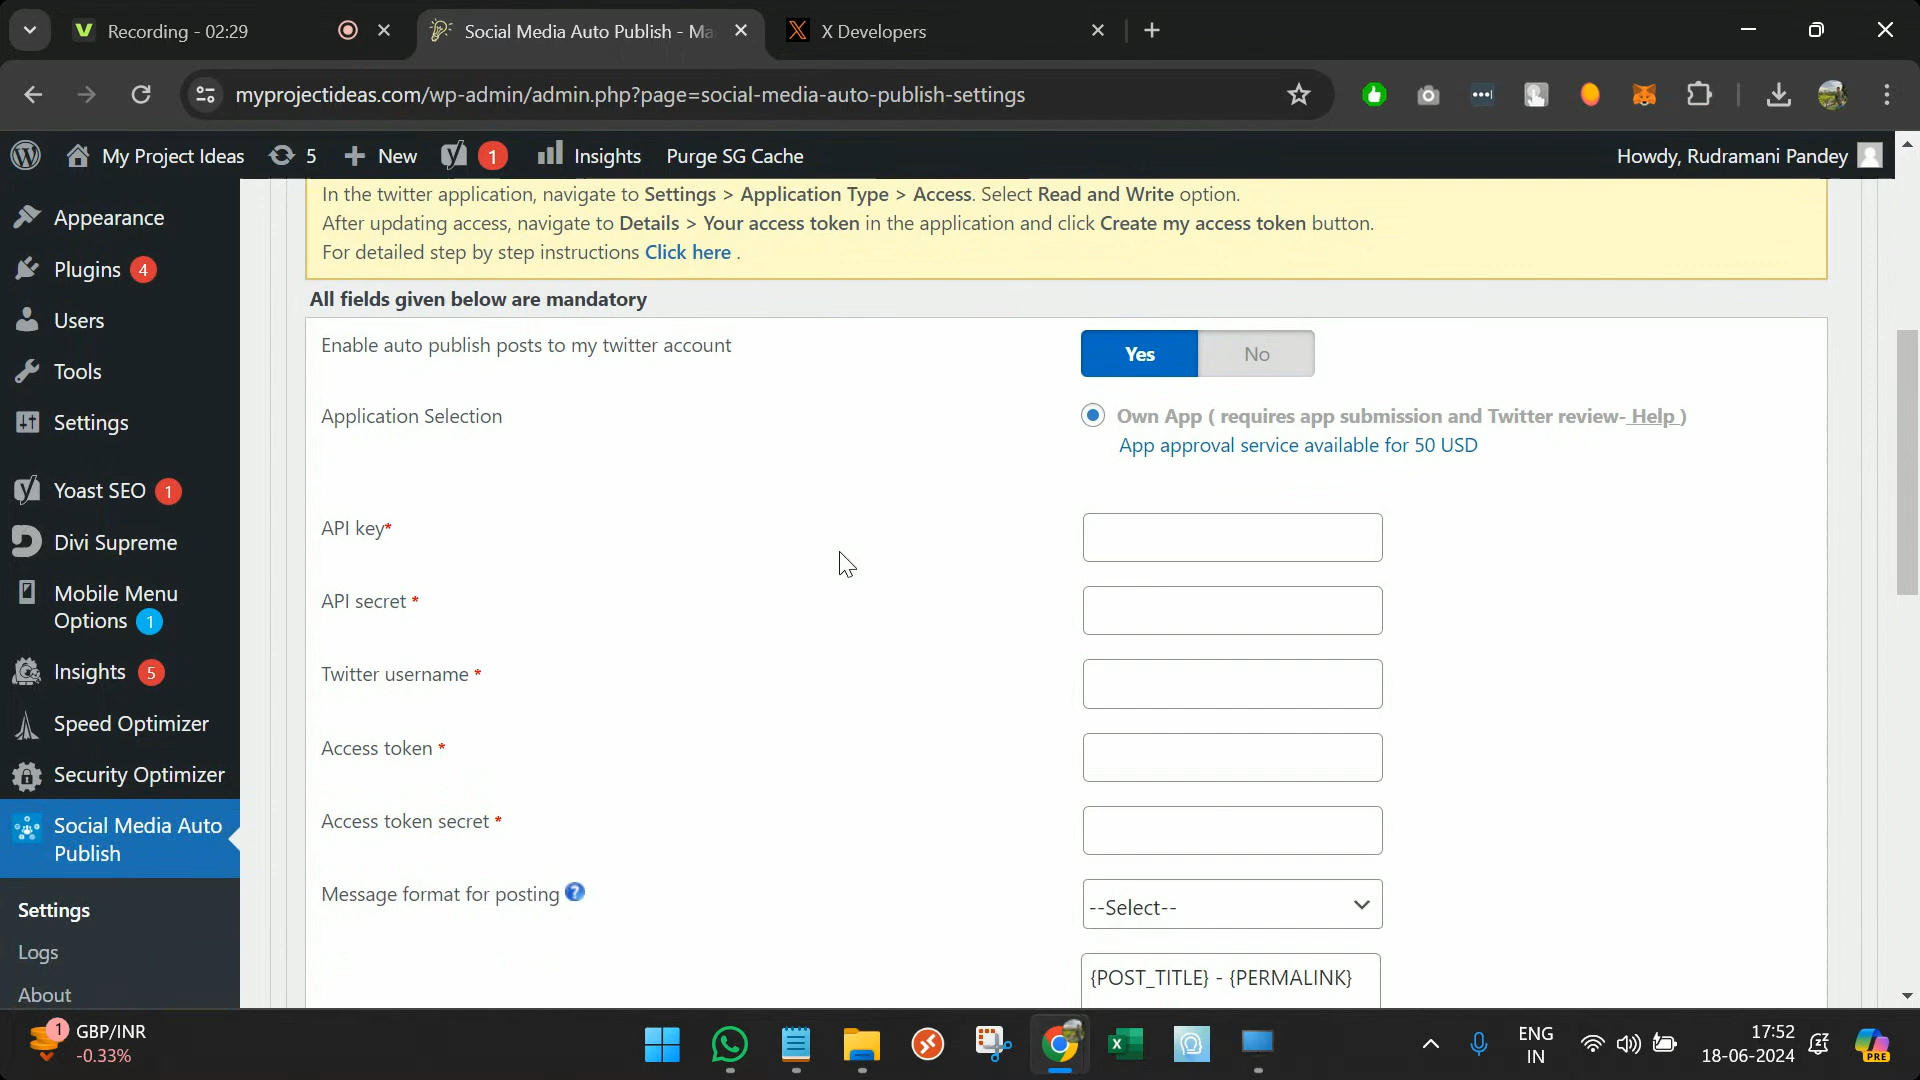 Recording - 02:29
Social Media Auto Publish - Ma
X Developers
myprojectideas.com/wp-admin/admin.php?page=social-media-auto-publish-settings
My Project Ideas
5
New
1
Insights
Purge SG Cache
Howdy, Rudramani Pandey
Appearance
Plugins 4
Users
Tools
Settings
Yoast SEO 1
Divi Supreme
Mobile Menu
Options 1
Insights 5
Speed Optimizer
Security Optimizer
Social Media Auto
Publish
Settings
Logs
About
In the twitter application, navigate to Settings > Application Type > Access. Select Read and Write option.
After updating access, navigate to Details > Your access token in the application and click Create my access token button.
For detailed step by step instructions Click here .
All fields given below are mandatory
Enable auto publish posts to my twitter account
Yes
No
Application Selection
Own App ( requires app submission and Twitter review- Help )
App approval service available for 50 USD
API key*
API secret *
Twitter username *
Access token *
Access token secret *
Message format for posting ?
--Select--
{POST_TITLE} - {PERMALINK}
1
GBP/INR
-0.33%
ENG
IN
17:52
18-06-2024
PRE